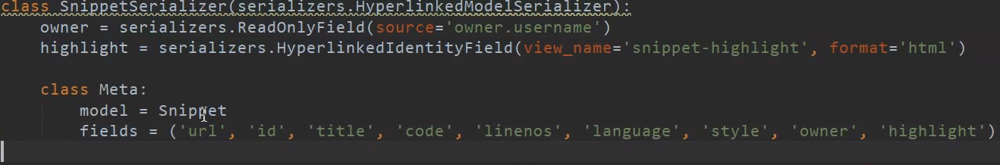 class SnippetSerializer(serializers.HyperlinkedModelSerializer):
    owner = serializers.ReadOnlyField(source='owner.username')
    highlight = serializers.HyperlinkedIdentityField(view_name='snippet-highlight', format='html')
    class Meta:
        model = Snippet
        fields = ('url', 'id', 'title', 'code', 'linenos', 'language', 'style', 'owner', 'highlight')